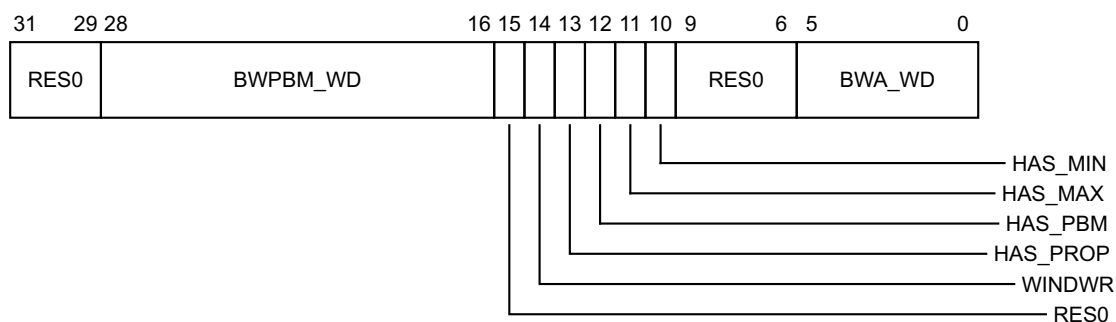 31 29 28 16 15 14 13 12 11 10 9 6 5 0
RES0 BWPBM_WD RES0 BWA_WD
HAS_MIN
HAS_MAX
HAS_PBM
HAS_PROP
WINDWR
RES0